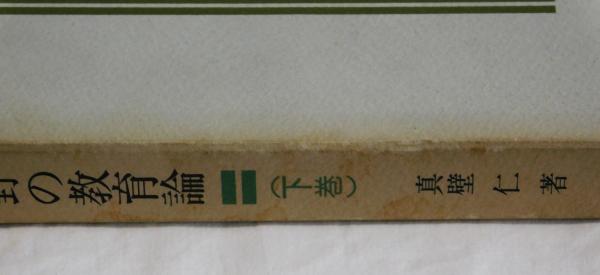 の教育論 (下巻) 真壁 仁 著